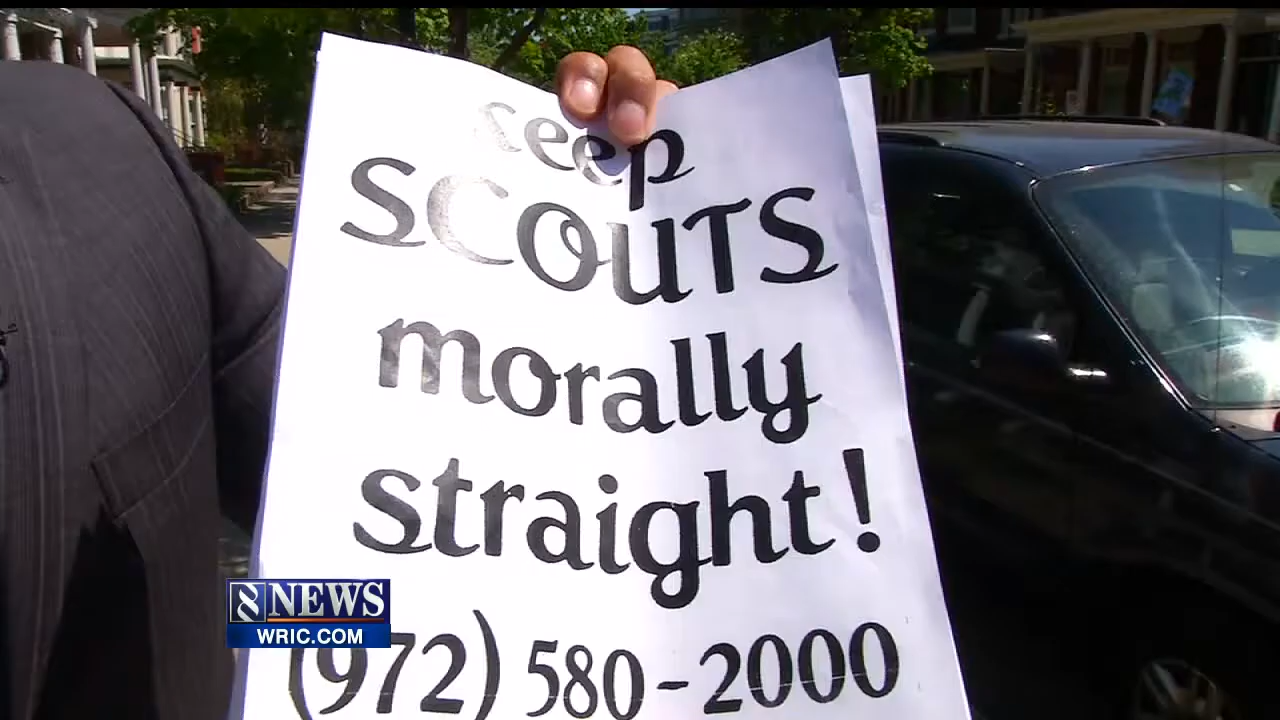 keep
SCOUTS
morally
straight!
(972) 580-2000
8NEWS
WRIC.COM